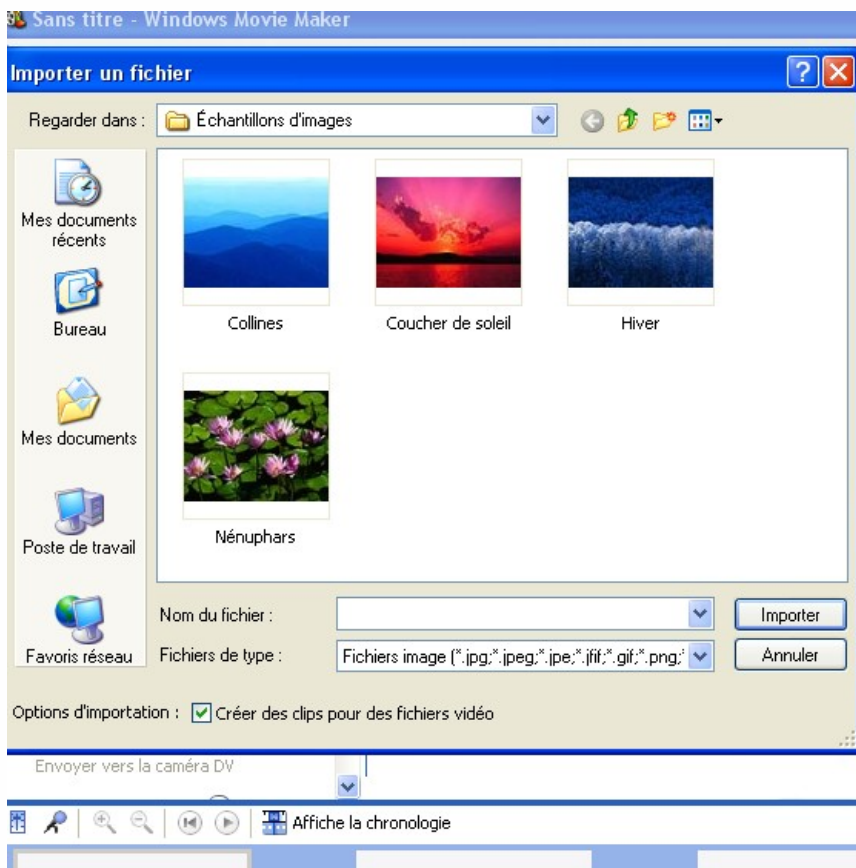 Sans titre - Windows Movie Maker
Importer un fichier
Regarder dans :
Échantillons d'images
Mes documents
récents
Bureau
Mes documents
Poste de travail
Favoris réseau
Collines
Coucher de soleil
Hiver
Nénuphars
Nom du fichier :
Importer
Fichiers de type :
Fichiers image (*.jpg;*.jpeg;*.jpe;*.jfif;*.gif;*.png;*
Annuler
Options d'importation :
Créer des clips pour des fichiers vidéo
Envoyer vers la caméra DV
Affiche la chronologie